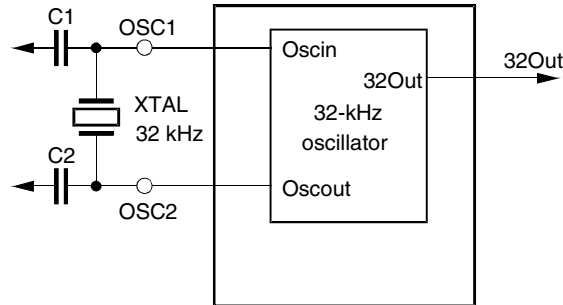 C1
OSC1
Oscin
32Out
32Out
XTAL
32 kHz
32-kHz
oscillator
C2
Oscout
OSC2